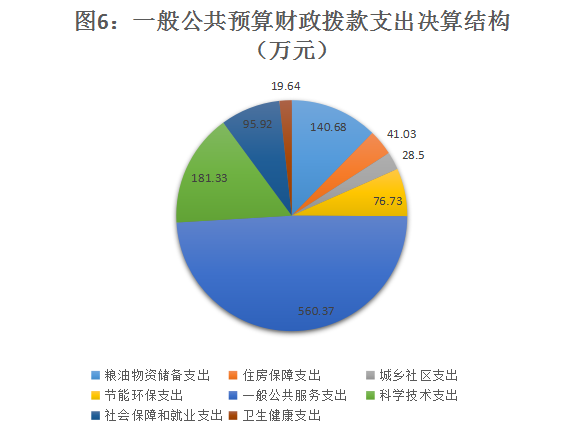 图6：一般公共预算财政拨款支出决算结构
（万元）
19.64
95.92
140.68
41.03
28.5
181.33
76.73
560.37
粮油物资储备支出 住房保障支出 城乡社区支出
节能环保支出 一般公共服务支出 科学技术支出
社会保障和就业支出 卫生健康支出